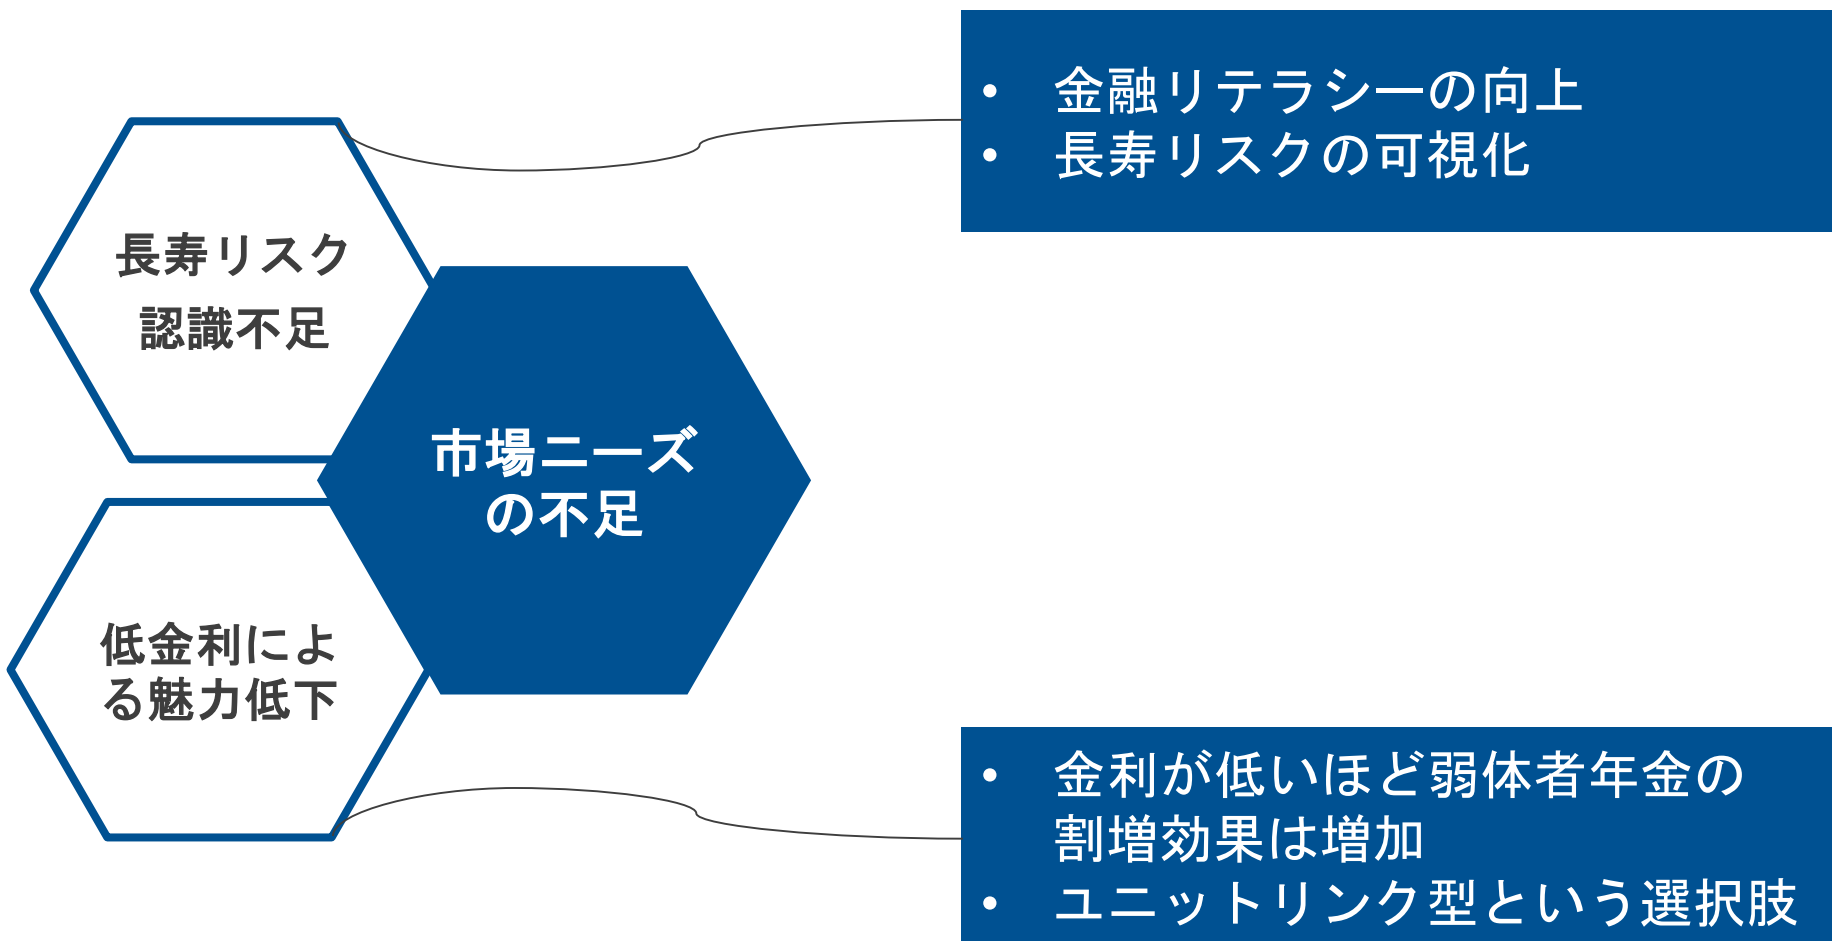 • 金融リテラシーの向上
• 長寿リスクの可視化
長寿リスク
認識不足
市場ニーズ
の不足
低金利によ
る魅力低下
• 金利が低いほど弱体者年金の
割増効果は増加
• ユニットリンク型という選択肢